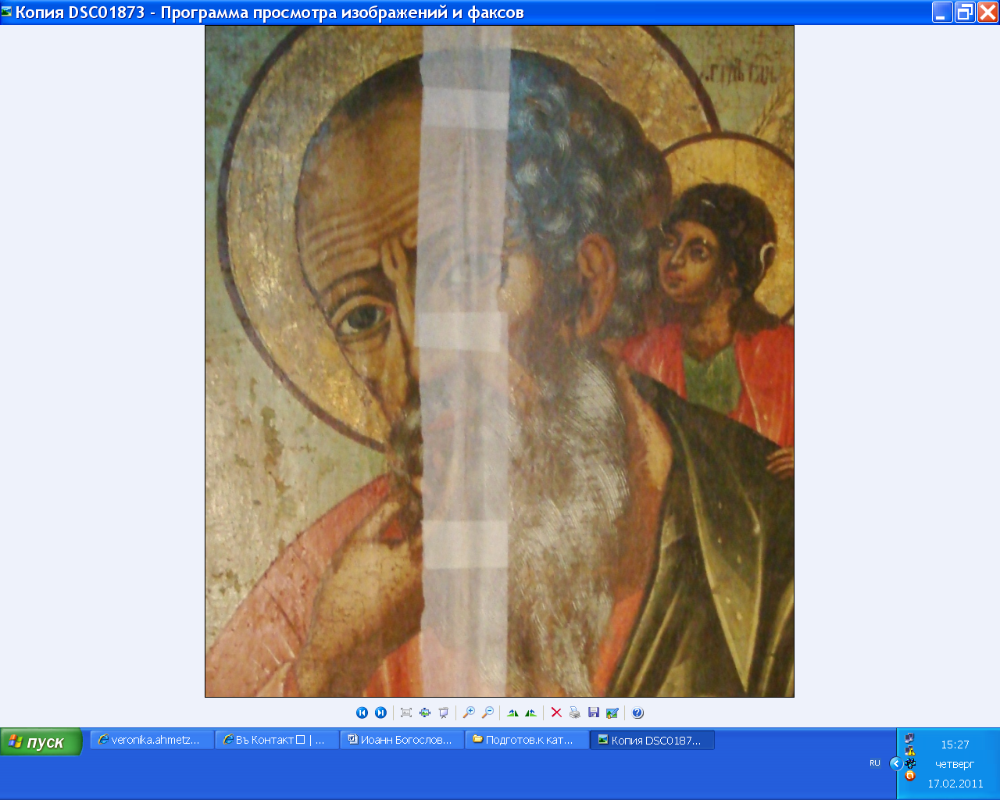 Копия DSC01873 - Программа просмотра изображений и факсов
пуск
veronika.ahmetz...
Въ Контакт | ...
Иоанн Богослов...
Подготов.к кат...
Копия DSC0187...
RU
15:27
четверг
17.02.2011